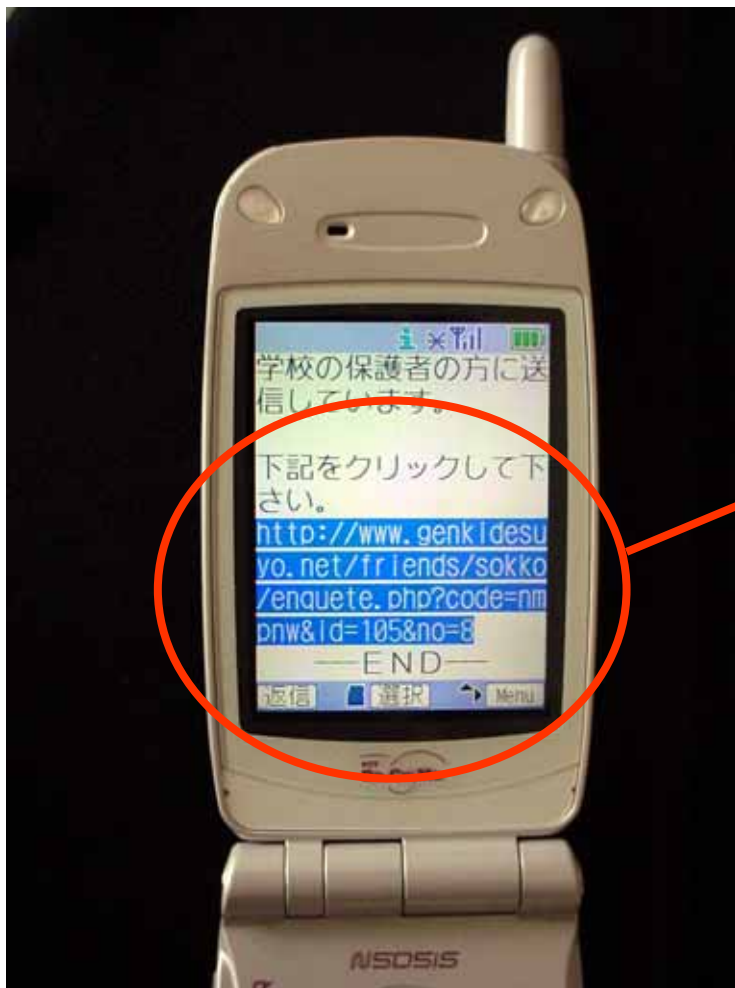 学校の保護者の方に送
信しています。
下記をクリックして下
さい。
http://www.genkidesu
yo.net/friends/sokko
/enquete.php?code=nm
pnw&id=105&no=8
—END—
返信 選択 Menu
N505iS